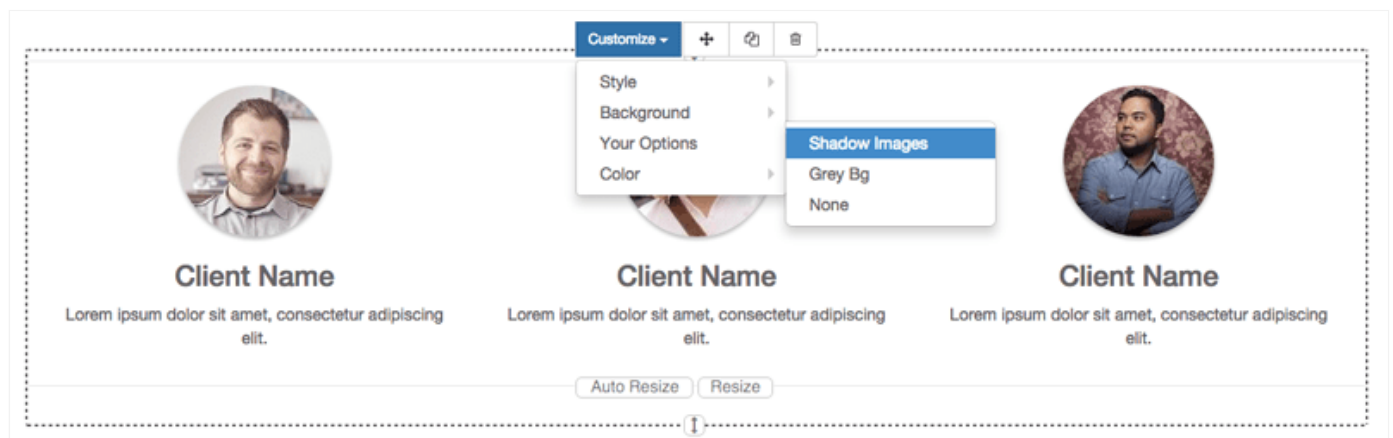 Customize
Style
Background
Your Options
Color
Shadow Images
Grey Bg
None
Client Name
Lorem ipsum dolor sit amet, consectetur adipiscing
elit.
Client Name
Lorem ipsum dolor sit amet, consectetur adipiscing
elit.
Client Name
Lorem ipsum dolor sit amet, consectetur adipiscing
elit.
Auto Resize
Resize